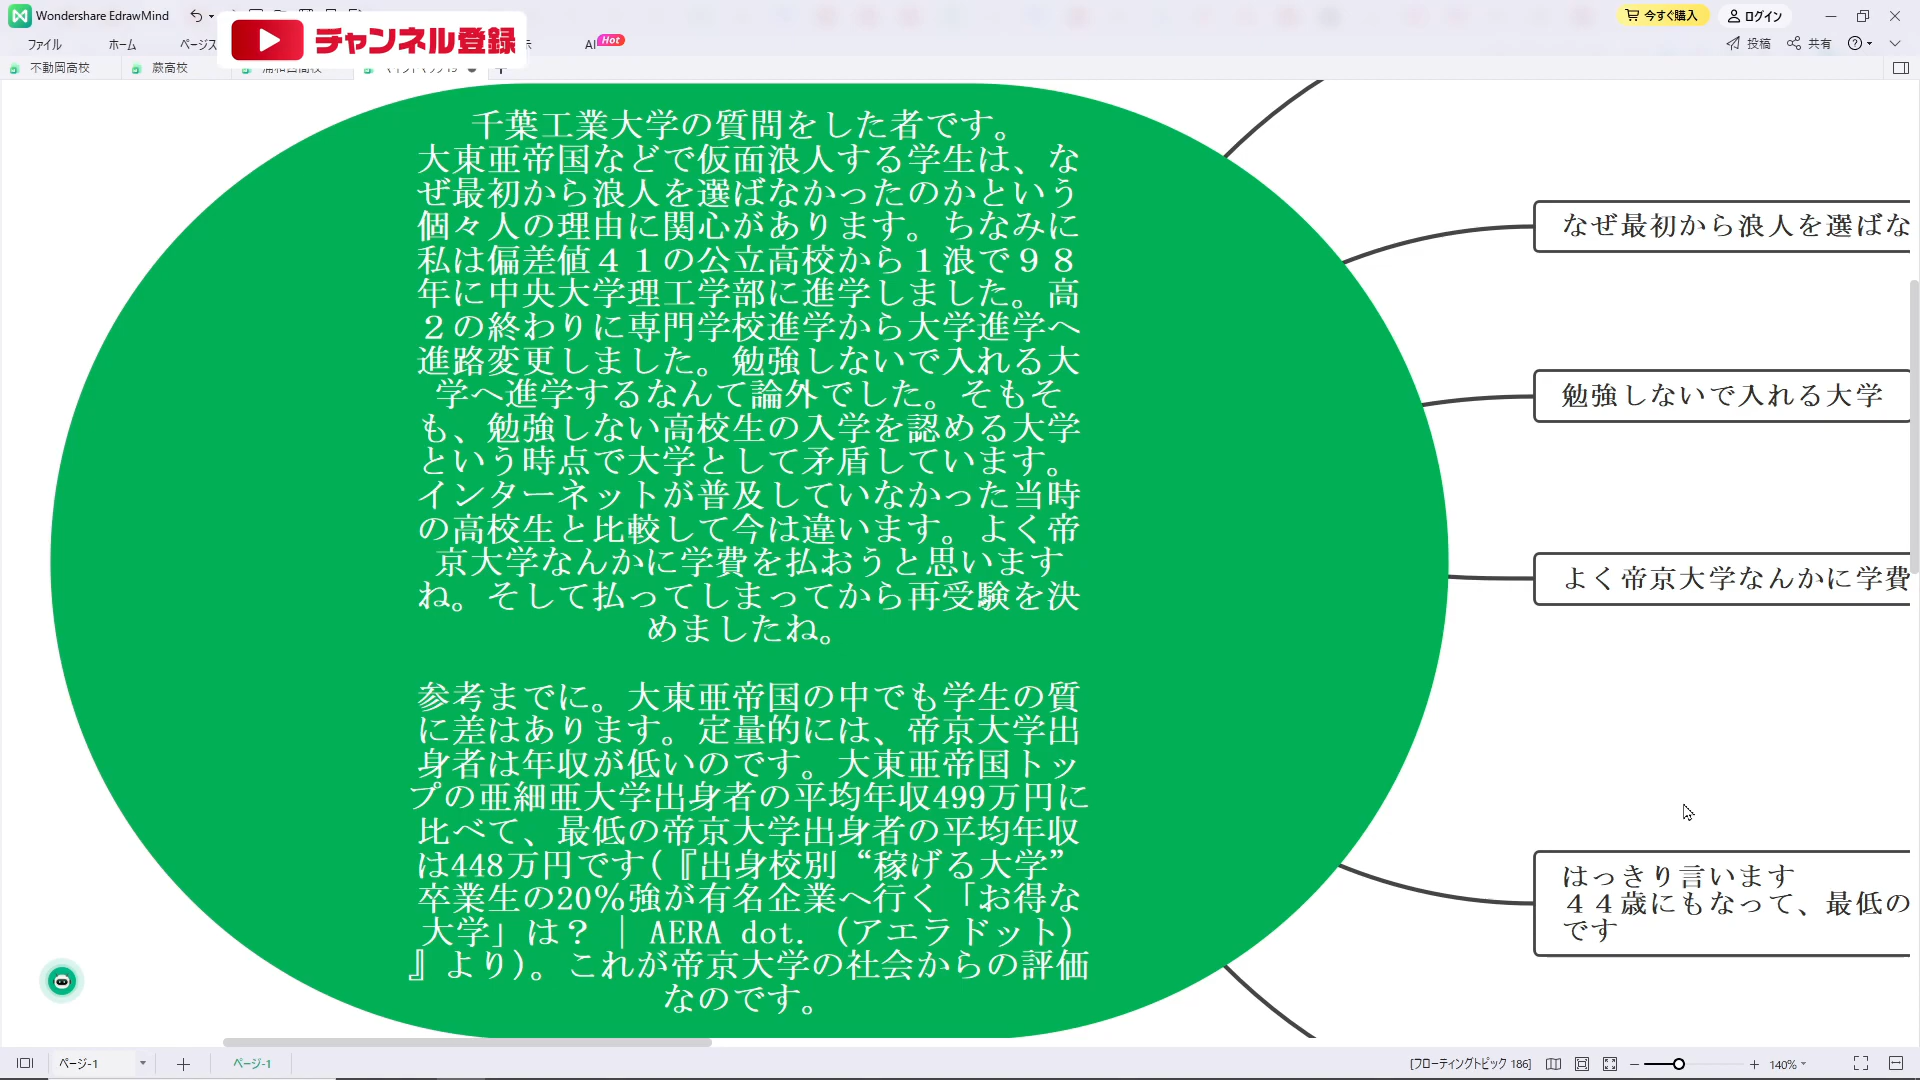 Wondershare EdrawMind
今すぐ購入
ログイン
ファイル
ホーム
ページス
チャンネル登録
示
AI
Hot
投稿
共有
不動岡高校
蕨高校
千葉工業大学の質問をした者です。
大東亜帝国などで仮面浪人する学生は、な
ぜ最初から浪人を選ばなかったのかという
個々人の理由に関心があります。ちなみに
私は偏差値４１の公立高校から１浪で９８
年に中央大学理工学部に進学しました。高
２の終わりに専門学校進学から大学進学へ
進路変更しました。勉強しないで入れる大
学へ進学するなんて論外でした。そもそ
も、勉強しない高校生の入学を認める大学
という時点で大学として矛盾しています。
インターネットが普及していなかった当時
の高校生と比較して今は違います。よく帝
京大学なんかに学費を払おうと思います
ね。そして払ってしまってから再受験を決
めましたね。
参考までに。大東亜帝国の中でも学生の質
に差はあります。定量的には、帝京大学出
身者は年収が低いのです。大東亜帝国トッ
プの亜細亜大学出身者の平均年収499万円に
比べて、最低の帝京大学出身者の平均年収
は448万円です(『出身校別“稼げる大学”
卒業生の20％強が有名企業へ行く「お得な
大学」は？ ｜ AERA dot. （アエラドット）
』より)。これが帝京大学の社会からの評価
なのです。
なぜ最初から浪人を選ばな
勉強しないで入れる大学
よく帝京大学なんかに学費
はっきり言います
４４歳にもなって、最低の
です
ページ-1
ページ-1
[フローティングトピック 186]
140%